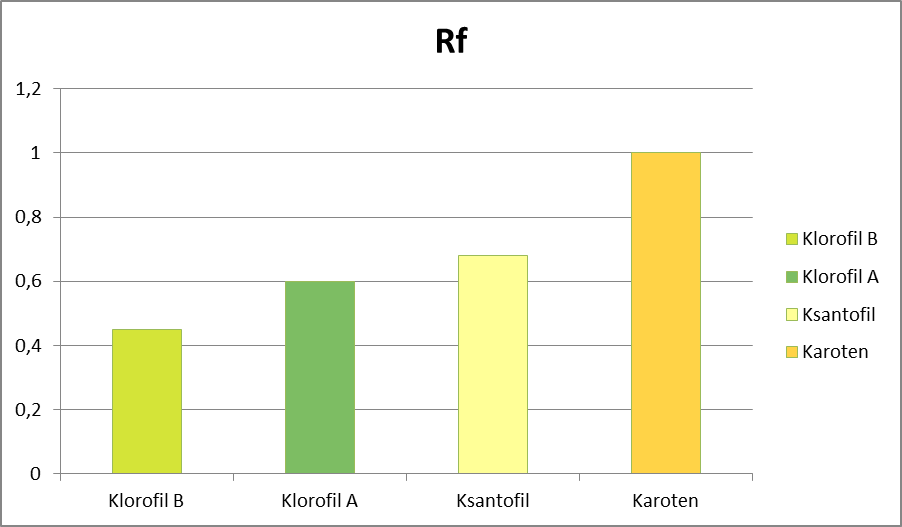 Rf
1,2
1
0,8
0,6
0,4
0,2
0
Klorofil B
Klorofil A
Ksantofil
Karoten
Klorofil B
Klorofil A
Ksantofil
Karoten